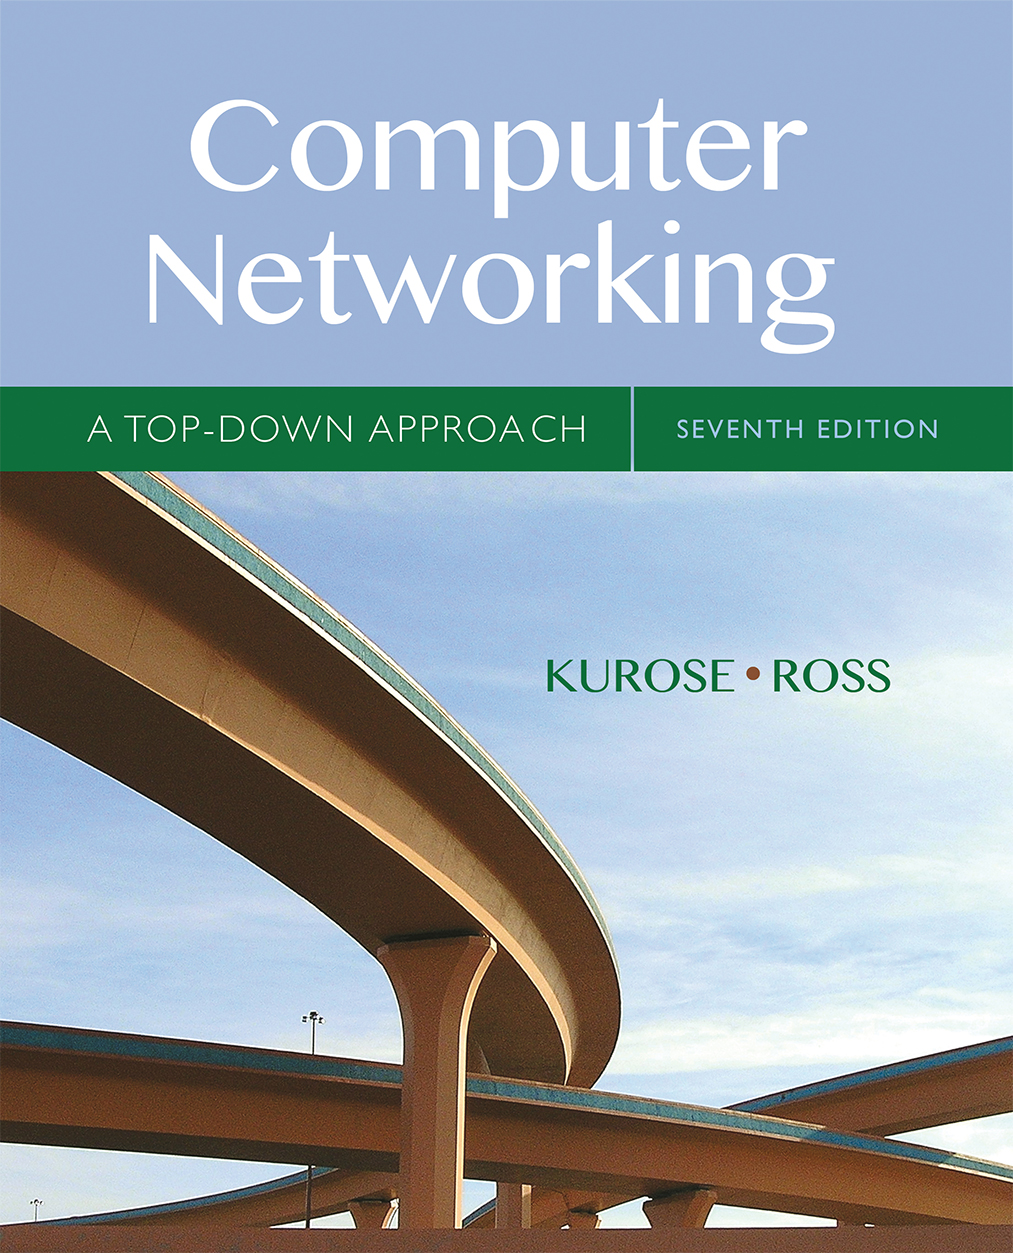 Computer
Networking
A TOP-DOWN APPROACH
SEVENTH EDITION
KUROSE • ROSS